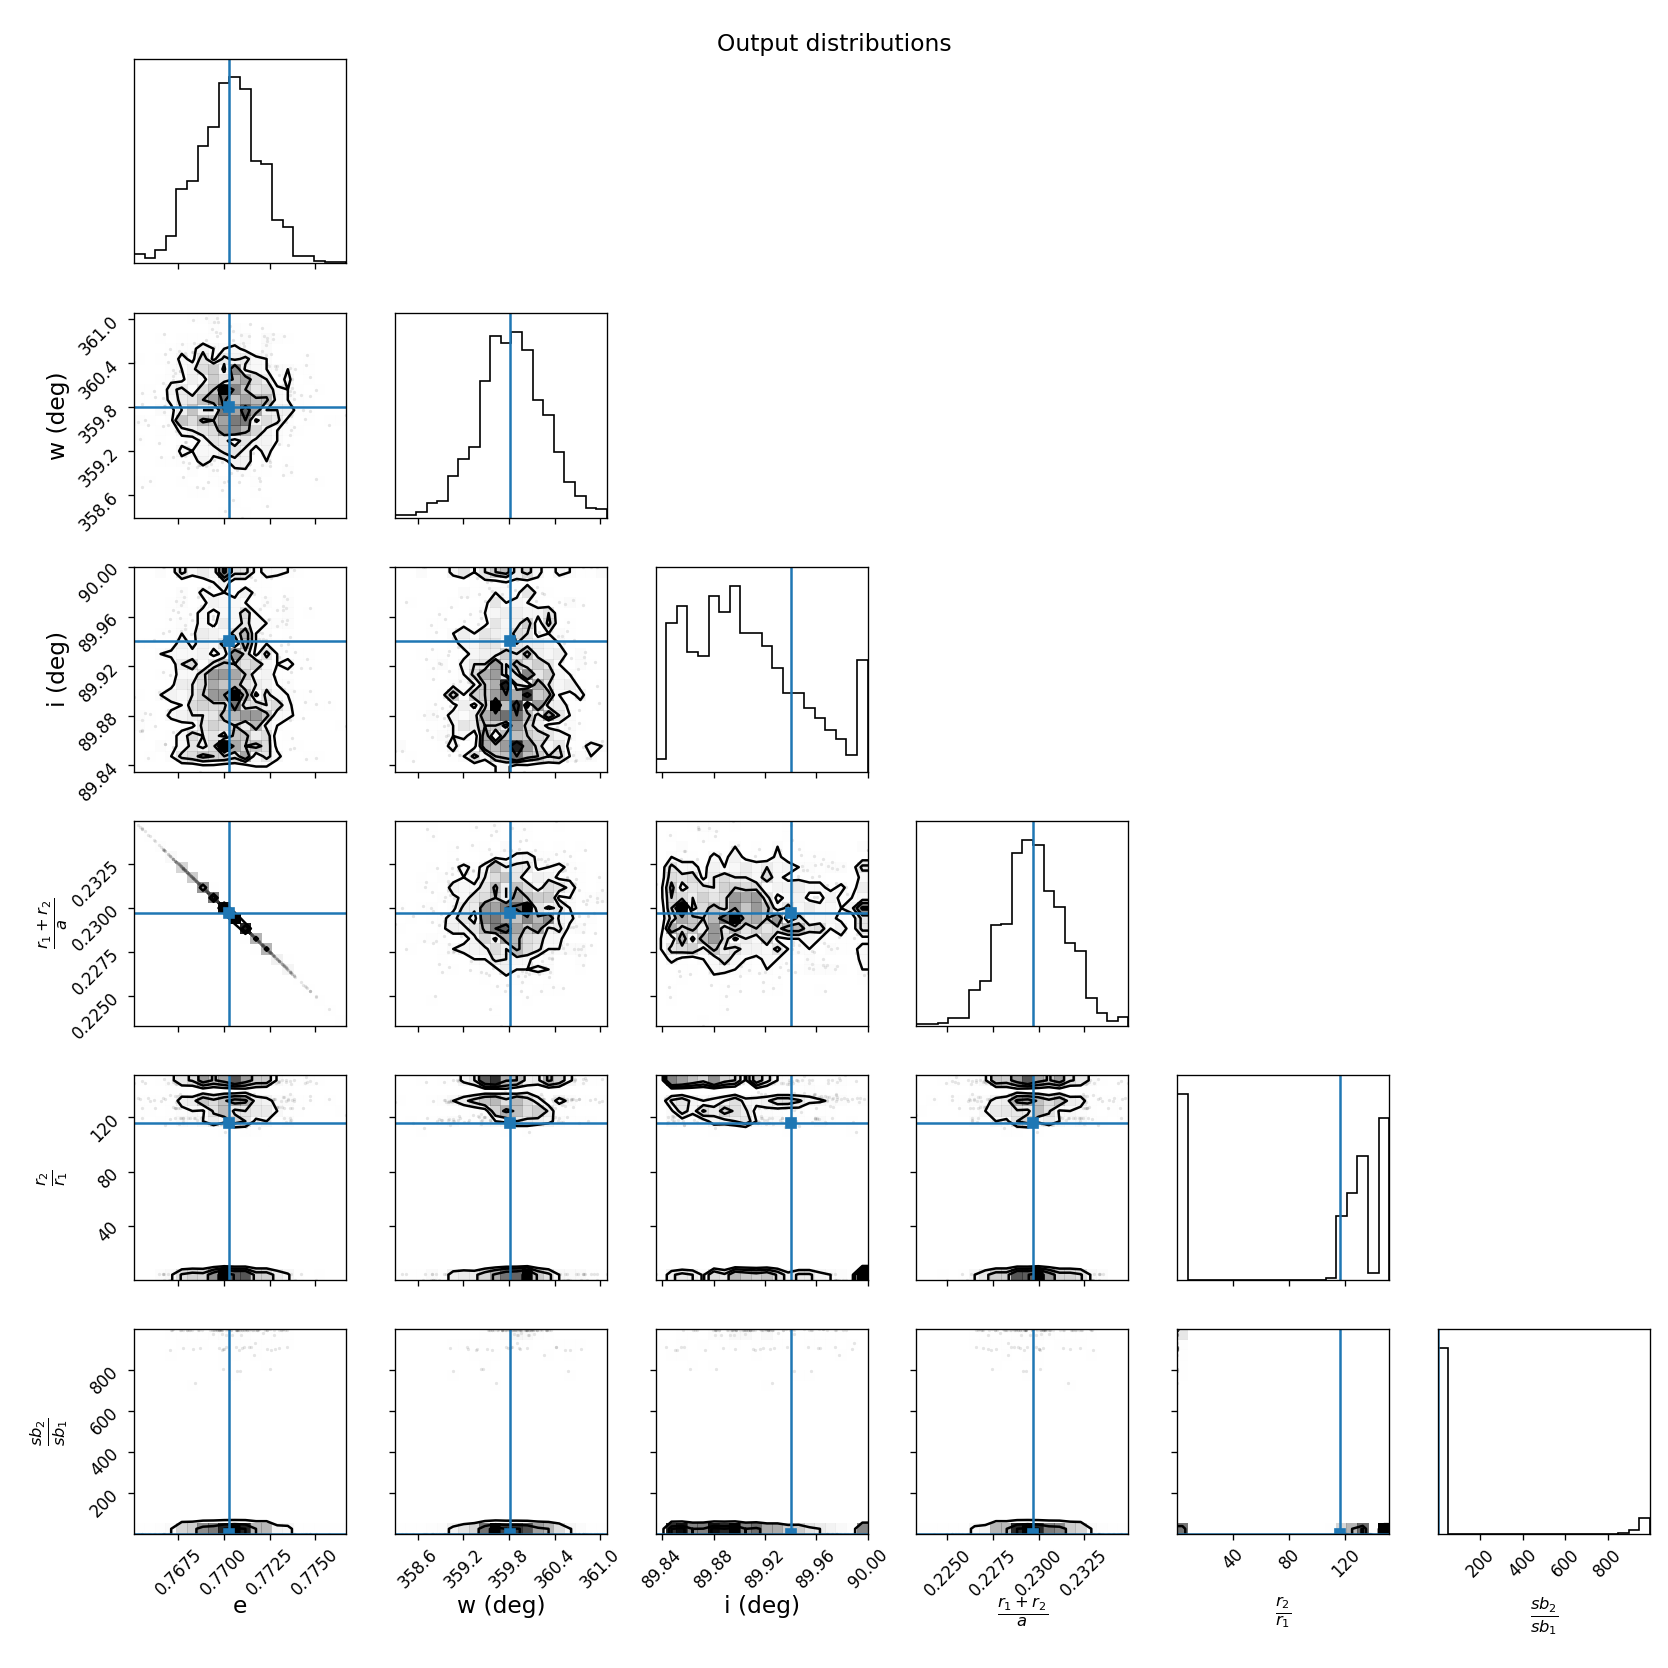 Output distributions
361.0
360.4
359.8
359.2
358.6
w (deg)
90.00
89.96
89.92
89.88
89.84
i (deg)
0.2325
0.2300
0.2275
0.2250
r₁ + r₂
a
120
80
40
r₂
r₁
800
600
400
200
sb₂
sb₁
0.7675 0.7700 0.7725 0.7750
358.6 359.2 359.8 360.4 361.0
89.84 89.88 89.92 89.96 90.00
0.2250 0.2275 0.2300 0.2325
40 80 120
200 400 600 800
e
w (deg)
i (deg)
r₁ + r₂
a
r₂
r₁
sb₂
sb₁